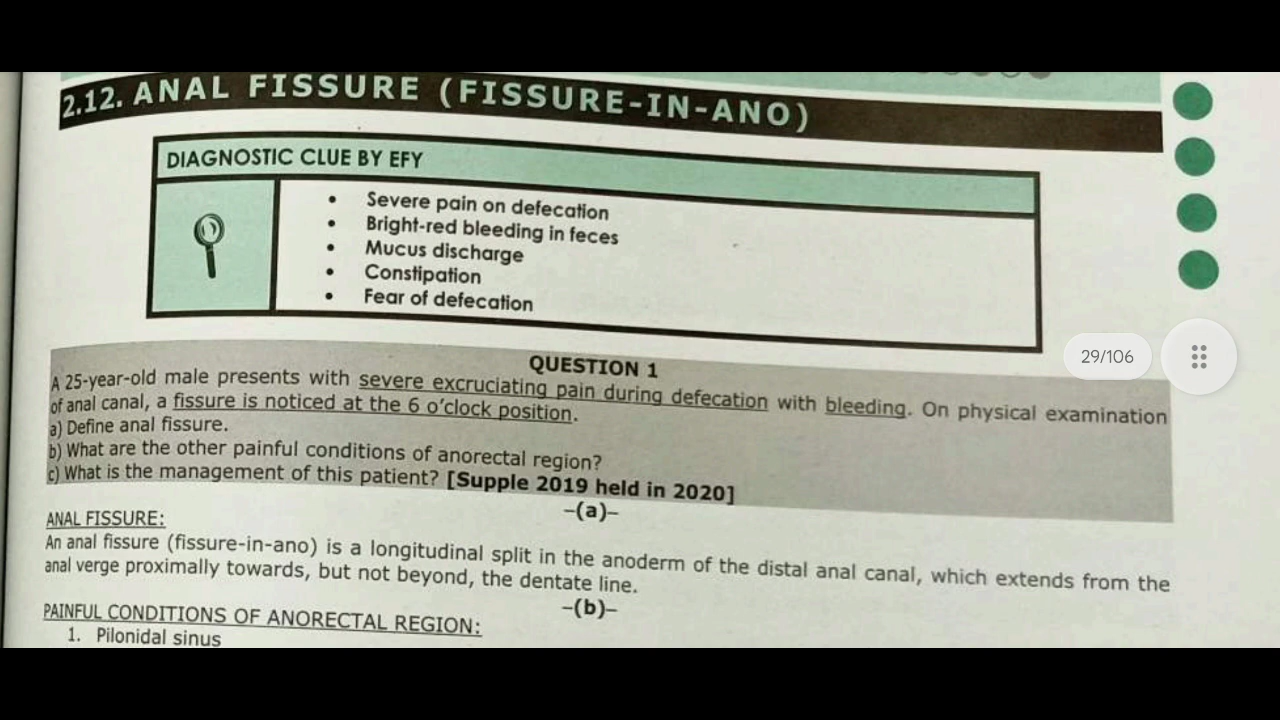 2.12. ANAL FISSURE (FISSURE-IN-ANO)
DIAGNOSTIC CLUE BY EFY
• Severe pain on defecation
• Bright-red bleeding in feces
• Mucus discharge
• Constipation
• Fear of defecation
29/106
QUESTION 1
A 25-year-old male presents with severe excruciating pain during defecation with bleeding. On physical examination
of anal canal, a fissure is noticed at the 6 o'clock position.
a) Define anal fissure.
b) What are the other painful conditions of anorectal region?
c) What is the management of this patient? [Supple 2019 held in 2020]
–(a)–
ANAL FISSURE:
An anal fissure (fissure-in-ano) is a longitudinal split in the anoderm of the distal anal canal, which extends from the
anal verge proximally towards, but not beyond, the dentate line.
–(b)–
PAINFUL CONDITIONS OF ANORECTAL REGION:
1. Pilonidal sinus